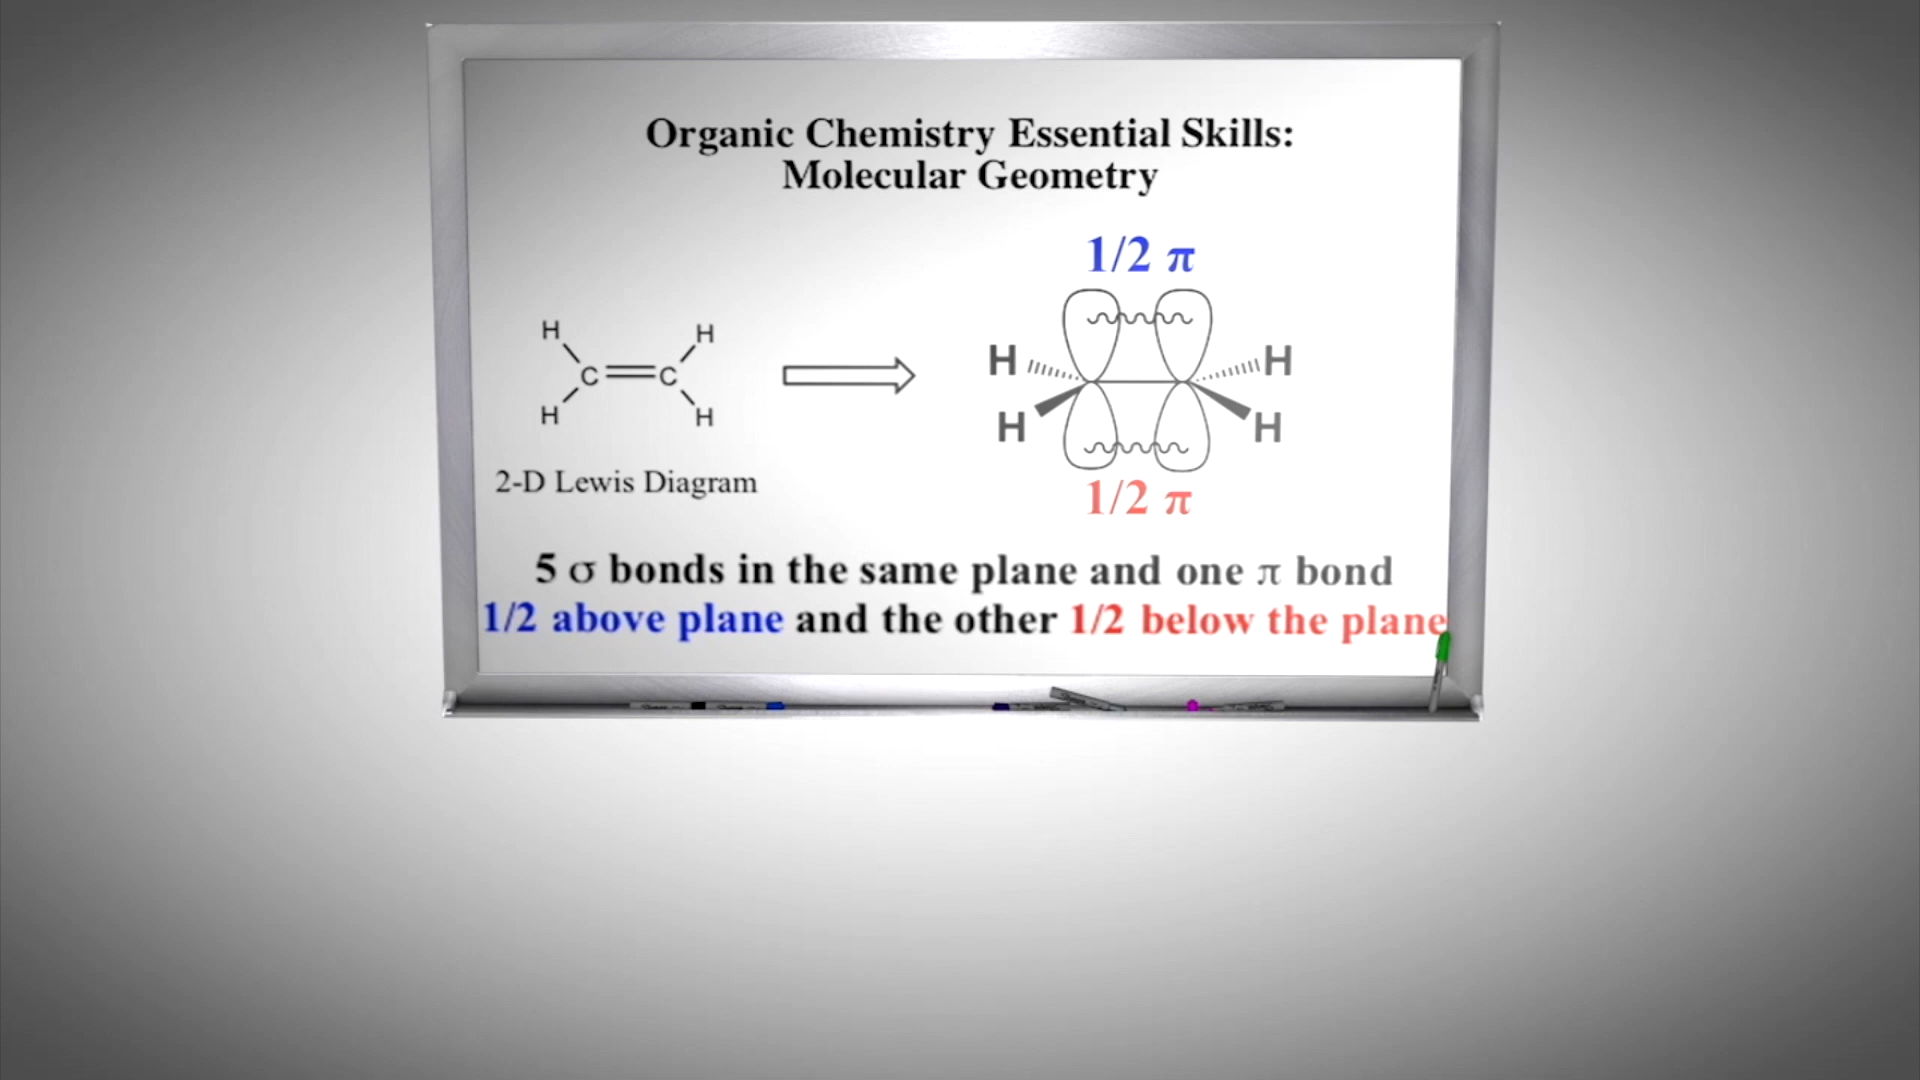 Organic Chemistry Essential Skills:
Molecular Geometry
1/2 π
H H
C C
H H
H H
H H
2-D Lewis Diagram
1/2 π
5 σ bonds in the same plane and one π bond
1/2 above plane and the other 1/2 below the plane